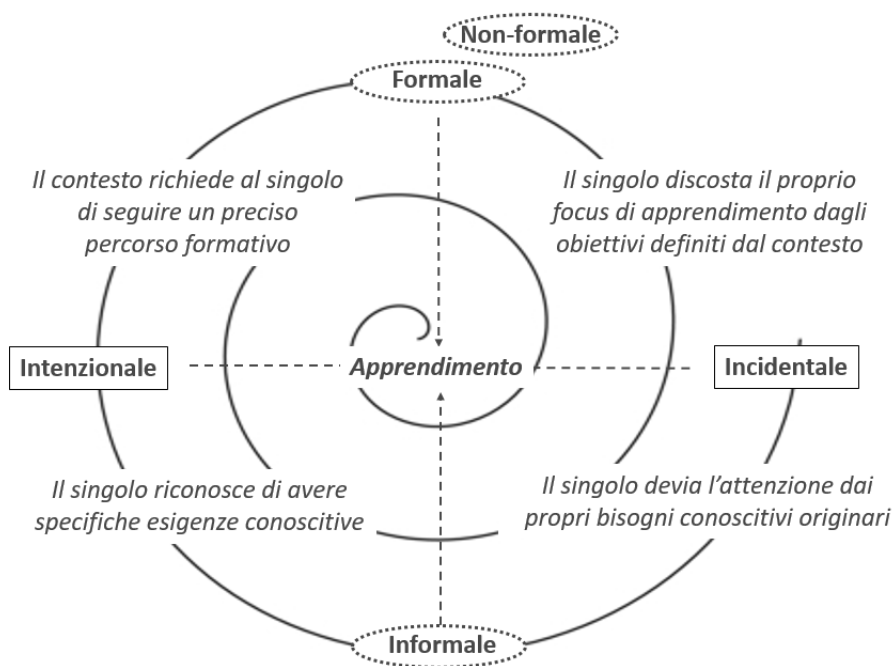 Non-formale
Formale
Il contesto richiede al singolo
di seguire un preciso
percorso formativo
Il singolo discosta il proprio
focus di apprendimento dagli
obiettivi definiti dal contesto
Intenzionale
Apprendimento
Incidentale
Il singolo riconosce di avere
specifiche esigenze conoscitive
Il singolo devia l'attenzione dai
propri bisogni conoscitivi originari
Informale